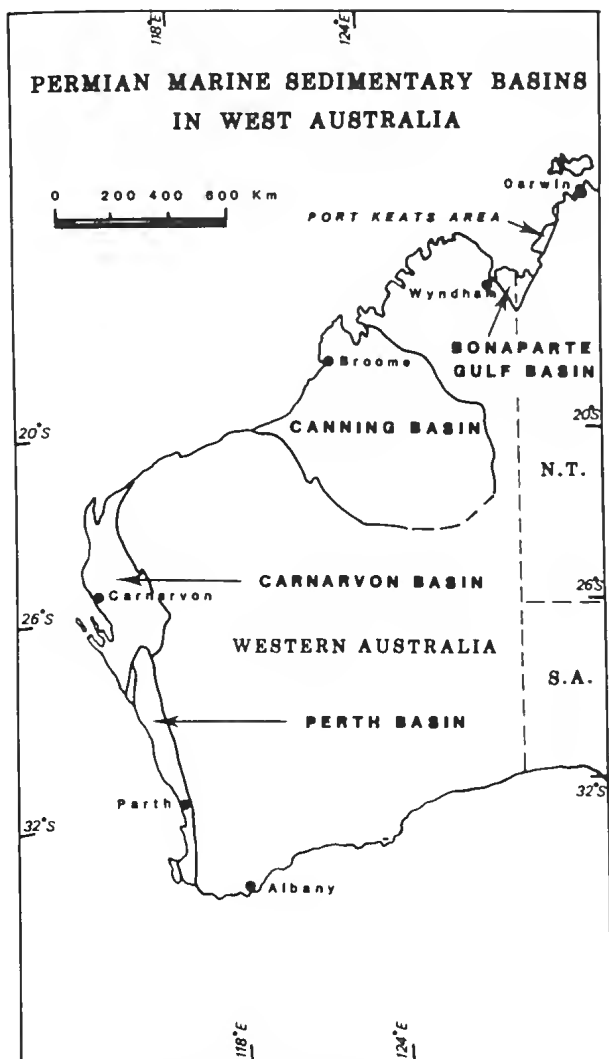 118°E
124°E
PERMIAN MARINE SEDIMENTARY BASINS
IN WEST AUSTRALIA
0 200 400 600 Km
Darwin
PORT KEATS AREA
Wyndham
BONAPARTE
GULF BASIN
Broome
CANNING BASIN
20°S
20°S
N.T.
CARNARVON BASIN
Carnarvon
26°S
26°S
WESTERN AUSTRALIA
S.A.
PERTH BASIN
Parth
32°S
32°S
Albany
118°E
124°E